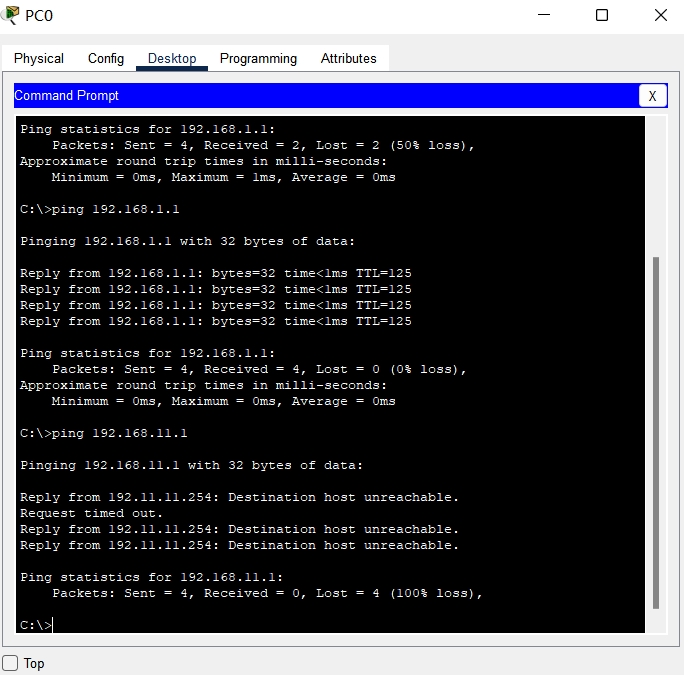 PC0
Physical Config Desktop Programming Attributes
Command Prompt X
Ping statistics for 192.168.1.1:
    Packets: Sent = 4, Received = 2, Lost = 2 (50% loss),
Approximate round trip times in milli-seconds:
    Minimum = 0ms, Maximum = 1ms, Average = 0ms
C:\>ping 192.168.1.1
Pinging 192.168.1.1 with 32 bytes of data:
Reply from 192.168.1.1: bytes=32 time<1ms TTL=125
Reply from 192.168.1.1: bytes=32 time<1ms TTL=125
Reply from 192.168.1.1: bytes=32 time<1ms TTL=125
Reply from 192.168.1.1: bytes=32 time<1ms TTL=125
Ping statistics for 192.168.1.1:
    Packets: Sent = 4, Received = 4, Lost = 0 (0% loss),
Approximate round trip times in milli-seconds:
    Minimum = 0ms, Maximum = 0ms, Average = 0ms
C:\>ping 192.168.11.1
Pinging 192.168.11.1 with 32 bytes of data:
Reply from 192.11.11.254: Destination host unreachable.
Request timed out.
Reply from 192.11.11.254: Destination host unreachable.
Reply from 192.11.11.254: Destination host unreachable.
Ping statistics for 192.168.11.1:
    Packets: Sent = 4, Received = 0, Lost = 4 (100% loss),
C:\>
Top